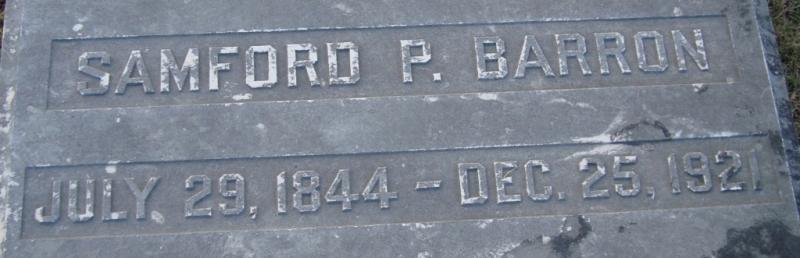 SAMFORD P. BARRON
JULY 29, 1844 – DEC. 25, 1921